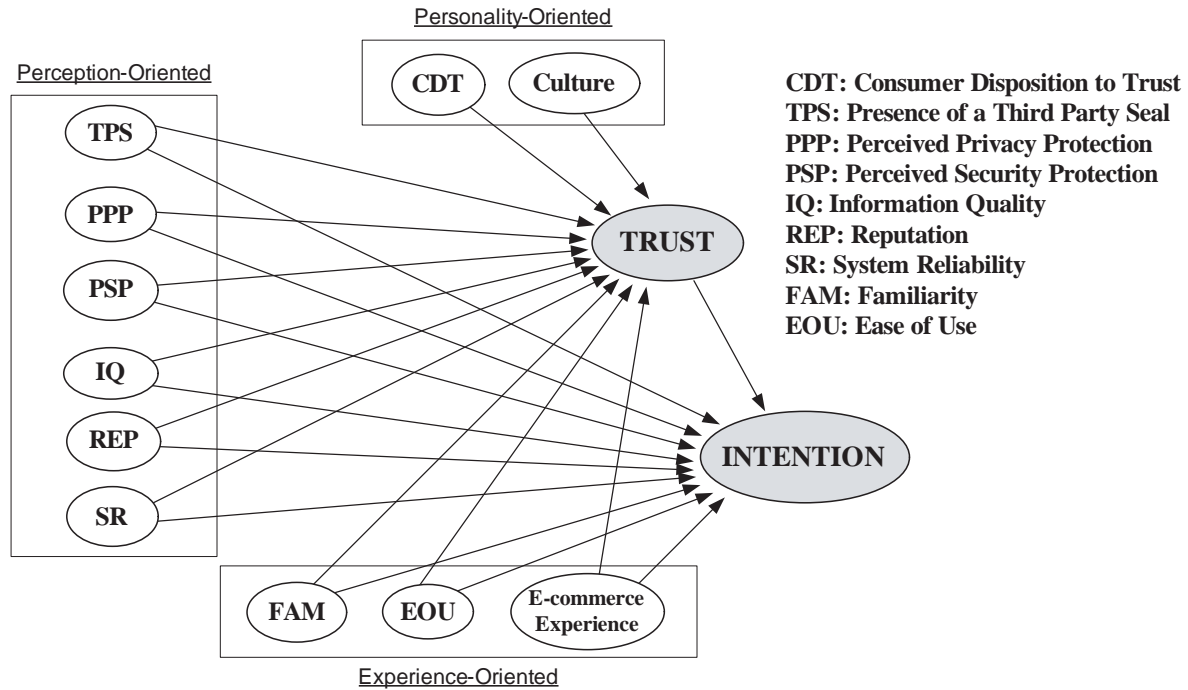 Personality-Oriented
CDT
Culture
Perception-Oriented
TPS
PPP
PSP
IQ
REP
SR
TRUST
INTENTION
FAM
EOU
E-commerce
Experience
Experience-Oriented
CDT: Consumer Disposition to Trust
TPS: Presence of a Third Party Seal
PPP: Perceived Privacy Protection
PSP: Perceived Security Protection
IQ: Information Quality
REP: Reputation
SR: System Reliability
FAM: Familiarity
EOU: Ease of Use